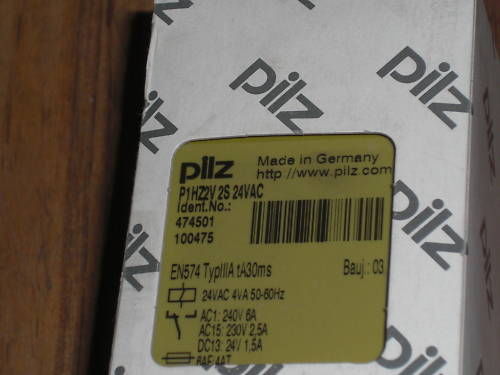 pilz
pilz
pilz
pilz
Made in Germany
http://www.pilz.com
P1HZ2V 2S 24VAC
Ident.No.:
474501
100475
EN574 TypIIIA tA30ms
Bauj.: 03
24VAC 4VA 50-60Hz
AC1: 240V 6A
AC15: 230V 2.5A
DC13: 24V 1.5A
6AF/4AT